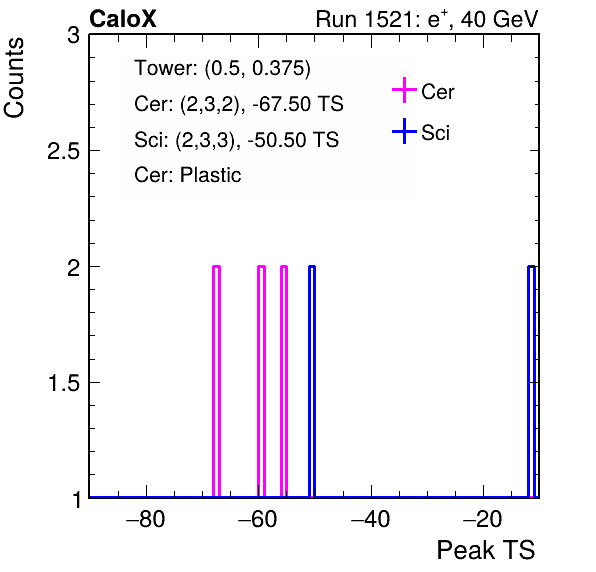 CaloX Run 1521: e⁺, 40 GeV
Counts
3
2.5
2
1.5
1
Tower: (0.5, 0.375)
Cer: (2,3,2), -67.50 TS
Sci: (2,3,3), -50.50 TS
Cer: Plastic
Cer
Sci
−80 −60 −40 −20
Peak TS